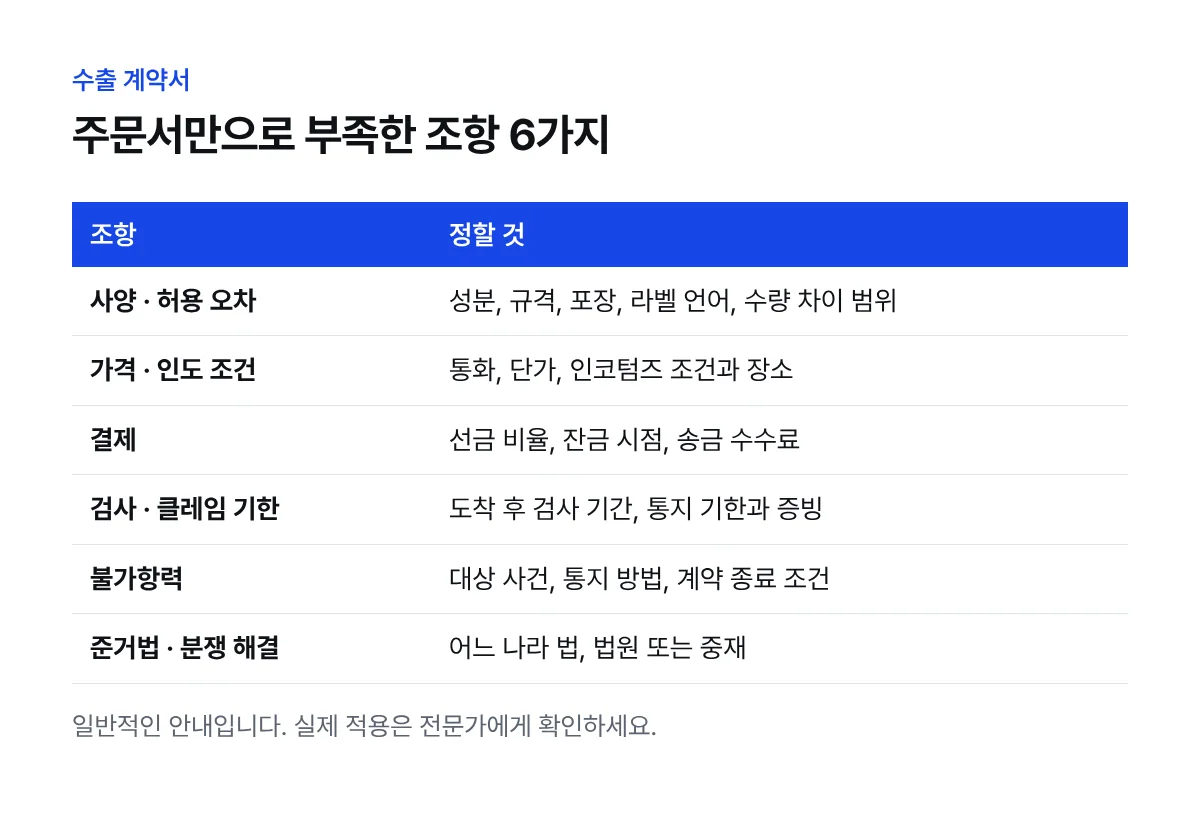 수출 계약서
주문서만으로 부족한 조항 6가지
조항 정할 것
사양 · 허용 오차 성분, 규격, 포장, 라벨 언어, 수량 차이 범위
가격 · 인도 조건 통화, 단가, 인코텀즈 조건과 장소
결제 선금 비율, 잔금 시점, 송금 수수료
검사 · 클레임 기한 도착 후 검사 기간, 통지 기한과 증빙
불가항력 대상 사건, 통지 방법, 계약 종료 조건
준거법 · 분쟁 해결 어느 나라 법, 법원 또는 중재
일반적인 안내입니다. 실제 적용은 전문가에게 확인하세요.